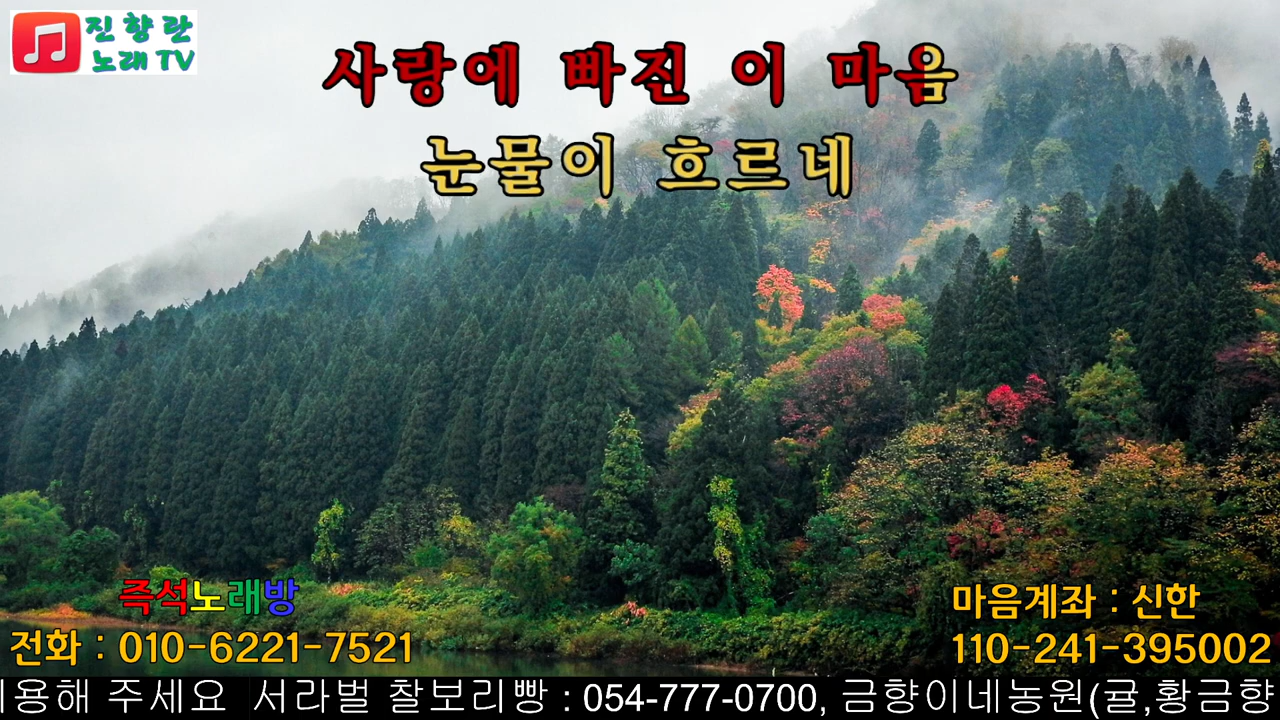 진향란
노래TV
사랑에 빠진 이 마음
눈물이 흐르네
즉석노래방
전화 : 010-6221-7521
마음계좌 : 신한
110-241-395002
용해 주세요 서라벌 찰보리빵 : 054-777-0700, 금향이네농원(귤,황금향